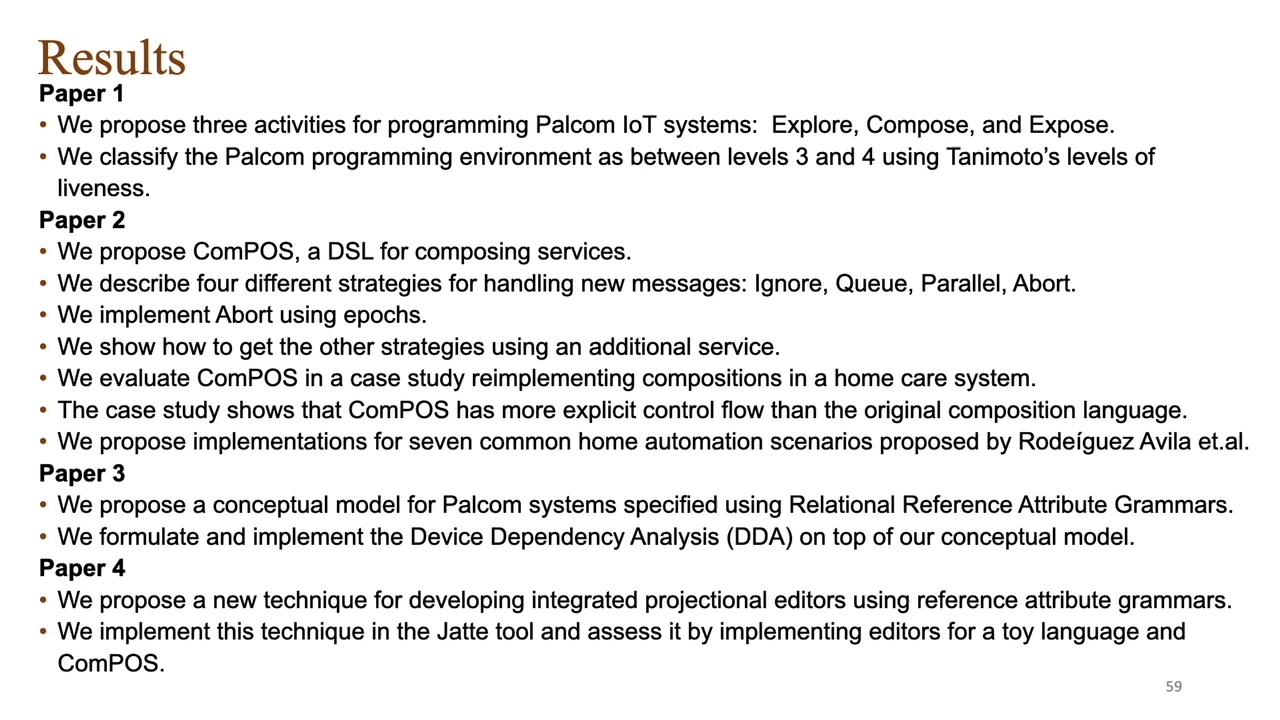 Results
Paper 1
• We propose three activities for programming Palcom IoT systems:  Explore, Compose, and Expose.
• We classify the Palcom programming environment as between levels 3 and 4 using Tanimoto’s levels of
liveness.
Paper 2
• We propose ComPOS, a DSL for composing services.
• We describe four different strategies for handling new messages: Ignore, Queue, Parallel, Abort.
• We implement Abort using epochs.
• We show how to get the other strategies using an additional service.
• We evaluate ComPOS in a case study reimplementing compositions in a home care system.
• The case study shows that ComPOS has more explicit control flow than the original composition language.
• We propose implementations for seven common home automation scenarios proposed by Rodeíguez Avila et.al.
Paper 3
• We propose a conceptual model for Palcom systems specified using Relational Reference Attribute Grammars.
• We formulate and implement the Device Dependency Analysis (DDA) on top of our conceptual model.
Paper 4
• We propose a new technique for developing integrated projectional editors using reference attribute grammars.
• We implement this technique in the Jatte tool and assess it by implementing editors for a toy language and
ComPOS.
59